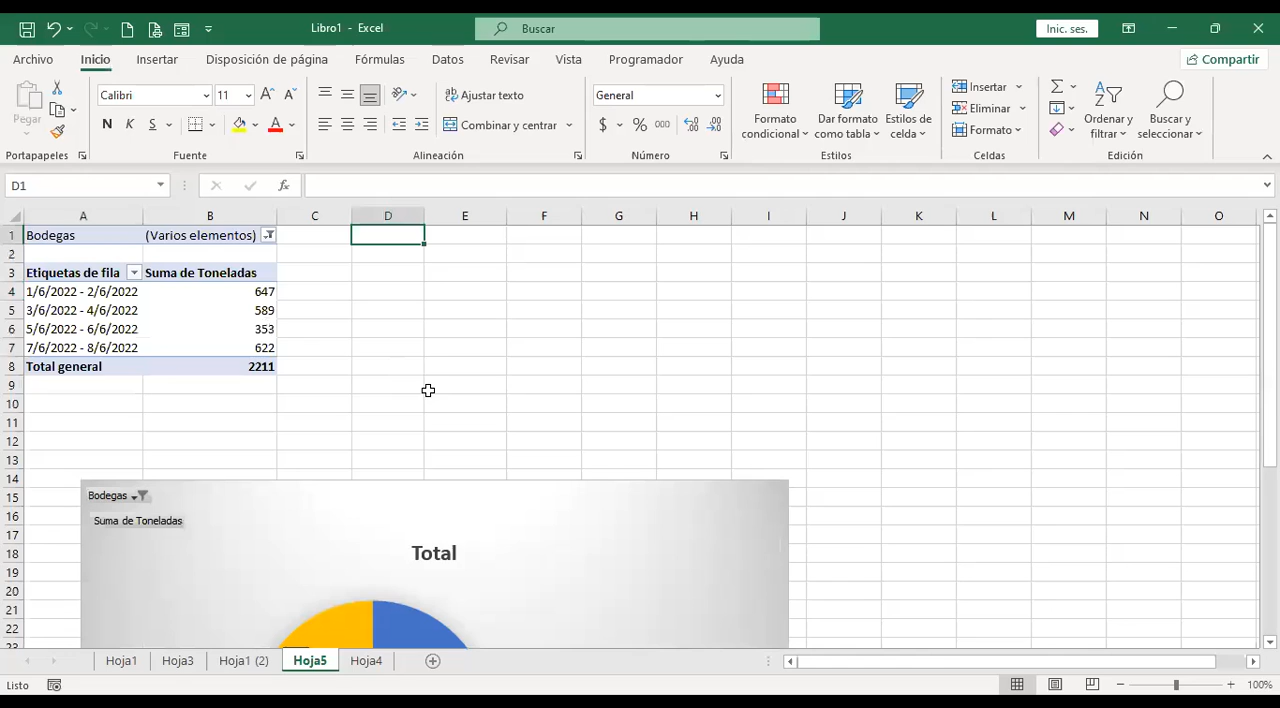 Libro1 - Excel
Buscar
Inic. ses.
Archivo Inicio Insertar Disposición de página Fórmulas Datos Revisar Vista Programador Ayuda
Compartir
Pegar
Calibri 11
N K S
Ajustar texto
Combinar y centrar
General
$ % 000
Formato condicional
Dar formato como tabla
Estilos de celda
Insertar
Eliminar
Formato
Ordenar y filtrar
Buscar y seleccionar
Portapapeles Fuente Alineación Número Estilos Celdas Edición
D1
fx
A B C D E F G H I J K L M N O
1 Bodegas (Varios elementos)
2
3 Etiquetas de fila Suma de Toneladas
4 1/6/2022 - 2/6/2022 647
5 3/6/2022 - 4/6/2022 589
6 5/6/2022 - 6/6/2022 353
7 7/6/2022 - 8/6/2022 622
8 Total general 2211
9
10
11
12
13
14
15
16
17
18
19
20
21
22
23
Bodegas
Suma de Toneladas
Total
Hoja1 Hoja3 Hoja1 (2) Hoja5 Hoja4
Listo
100%